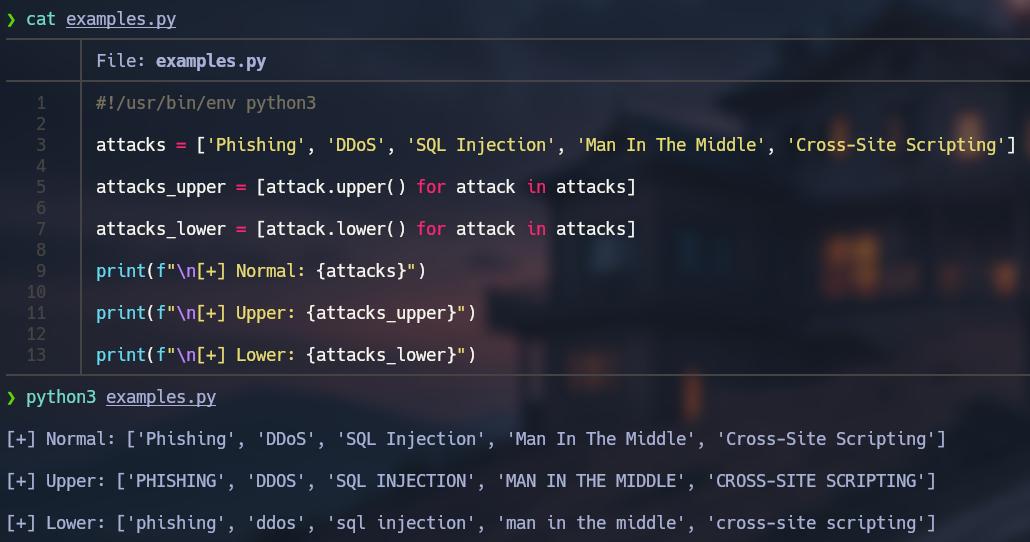 ❯ cat examples.py
File: examples.py
1 #!/usr/bin/env python3
2
3 attacks = ['Phishing', 'DDoS', 'SQL Injection', 'Man In The Middle', 'Cross-Site Scripting']
4
5 attacks_upper = [attack.upper() for attack in attacks]
6
7 attacks_lower = [attack.lower() for attack in attacks]
8
9 print(f"\n[+] Normal: {attacks}")
10
11 print(f"\n[+] Upper: {attacks_upper}")
12
13 print(f"\n[+] Lower: {attacks_lower}")
❯ python3 examples.py
[+] Normal: ['Phishing', 'DDoS', 'SQL Injection', 'Man In The Middle', 'Cross-Site Scripting']
[+] Upper: ['PHISHING', 'DDOS', 'SQL INJECTION', 'MAN IN THE MIDDLE', 'CROSS-SITE SCRIPTING']
[+] Lower: ['phishing', 'ddos', 'sql injection', 'man in the middle', 'cross-site scripting']